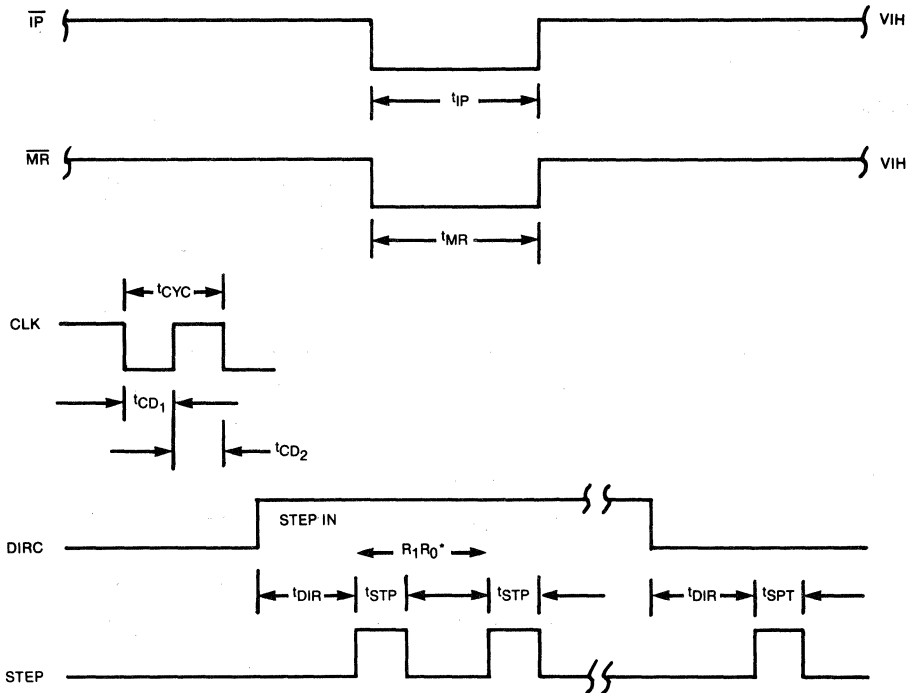 IP VIH
tIP
MR VIH
tMR
tCYC
CLK
tCD1
tCD2
STEP IN
DIRC
R1R0*
tDIR tSTP tSTP tDIR tSPT
STEP